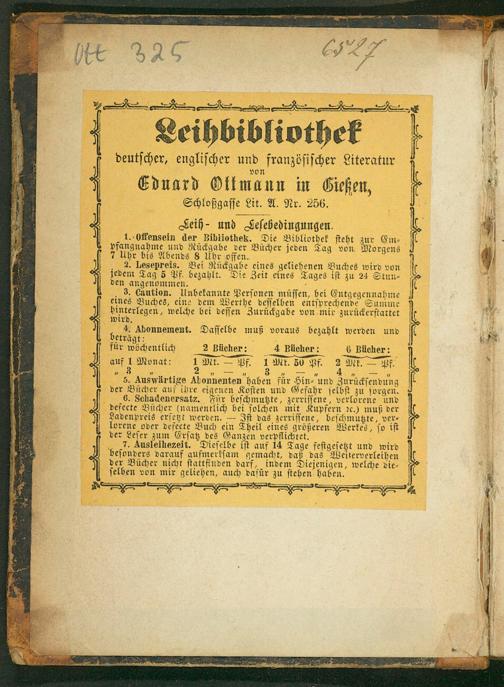 Ott 325
6527
Leihbibliothek
deutscher, englischer und französischer Literatur
von
Eduard Ottmann in Gießen,
Schloßgasse Lit. A. Nr. 256.
Leih- und Lesebedingungen.
1. Offensein der Bibliothek. Die Bibliothek steht zur Em-
pfangnahme und Rückgabe der Bücher jeden Tag von Morgens
7 Uhr bis Abends 8 Uhr offen.
2. Lesepreis. Bei Rückgabe eines geliehenen Buches wird von
jedem Tag 5 Pf. bezahlt. Die Zeit eines Tages ist zu 24 Stun-
den angenommen.
3. Caution. Unbekannte Personen müssen, bei Entgegennahme
eines Buches, eine dem Werthe desselben entsprechende Summe
hinterlegen, welche bei dessen Zurückgabe von mir zurückerstattet
wird.
4. Abonnement. Dasselbe muß voraus bezahlt werden und
beträgt:
für wöchentlich 2 Bücher: 4 Bücher: 6 Bücher:
auf 1 Monat: 1 Mk. — Pf. 1 Mk. 50 Pf. 2 Mk. — Pf.
„ 3 „ 2 „ — „ 3 „ — „ 4 „ — „
5. Auswärtige Abonnenten haben für Hin- und Zurücksendung
der Bücher auf ihre eigenen Kosten und Gefahr selbst zu sorgen.
6. Schadenersatz. Für beschmutzte, zerrissene, verlorene und
defecte Bücher (namentlich bei solchen mit Kupfern ꝛc.) muß der
Ladenpreis ersetzt werden. — Ist das zerrissene, beschmutzte, ver-
lorene oder defecte Buch ein Theil eines größeren Werkes, so ist
der Leser zum Ersatz des Ganzen verpflichtet.
7. Ausleihezeit. Dieselbe ist auf 14 Tage festgesetzt und wird
besonders darauf aufmerksam gemacht, daß das Weiterverleihen
der Bücher nicht stattfinden darf, indem Diejenigen, welche die-
selben von mir geliehen, auch dafür zu stehen haben.